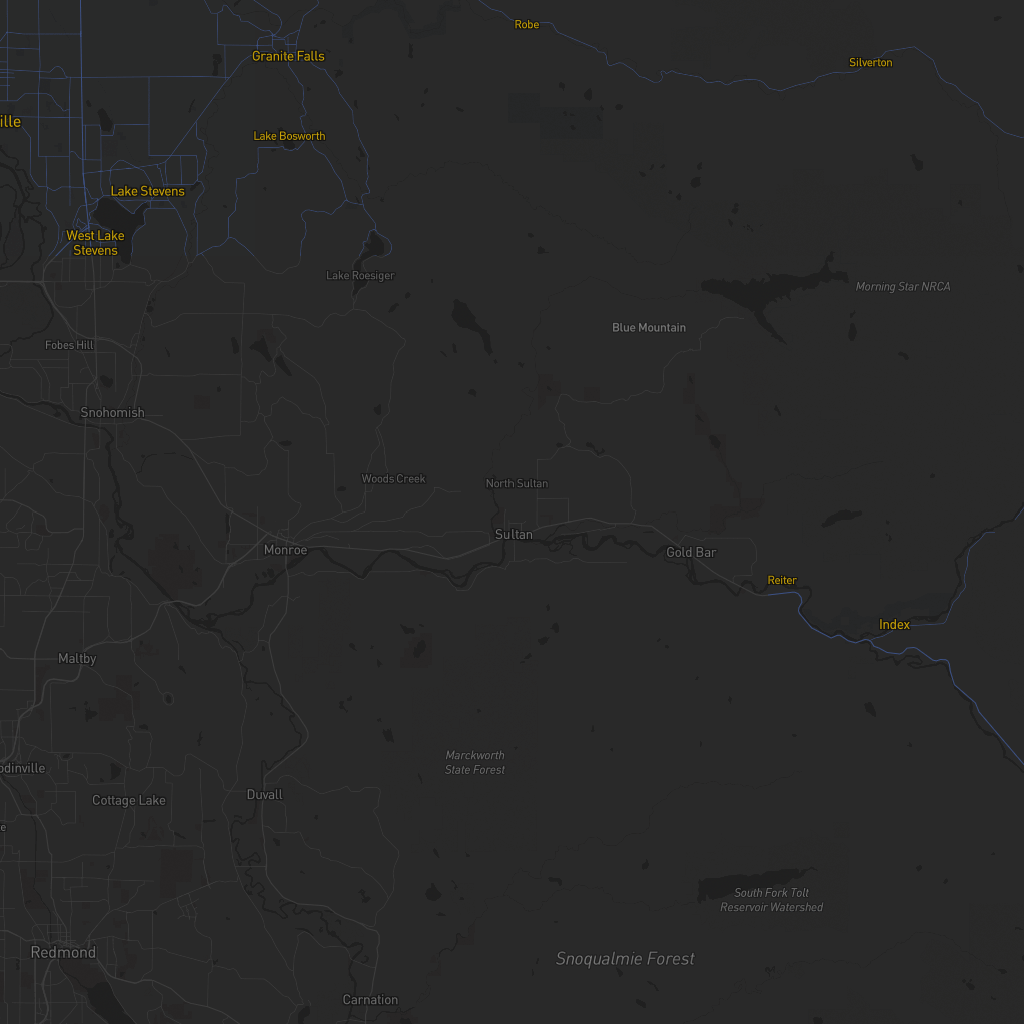 Robe
Granite Falls
Silverton
ille
Lake Bosworth
Lake Stevens
West Lake
Stevens
Lake Roesiger
Morning Star NRCA
Blue Mountain
Fobes Hill
Snohomish
Woods Creek
North Sultan
Sultan
Monroe
Gold Bar
Reiter
Index
Maltby
Marckworth
State Forest
odinville
Duvall
Cottage Lake
e
South Fork Tolt
Reservoir Watershed
Redmond
Snoqualmie Forest
Carnation